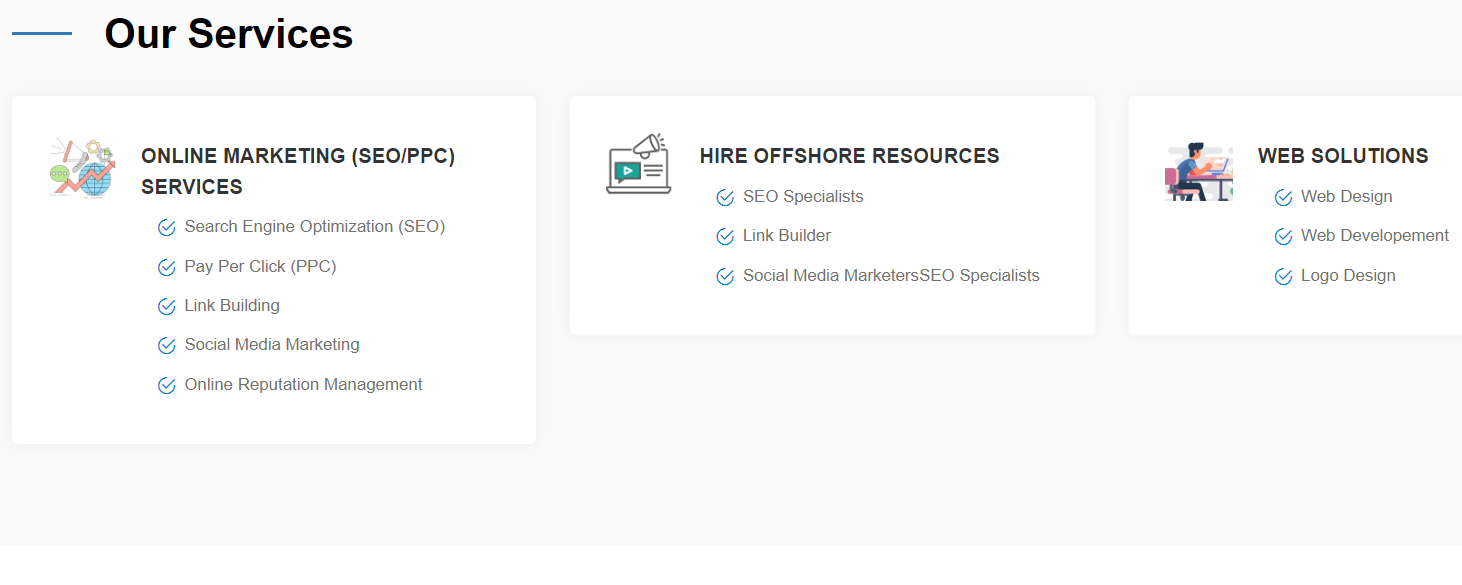 Our Services
ONLINE MARKETING (SEO/PPC)
SERVICES
Search Engine Optimization (SEO)
Pay Per Click (PPC)
Link Building
Social Media Marketing
Online Reputation Management
HIRE OFFSHORE RESOURCES
SEO Specialists
Link Builder
Social Media MarketersSEO Specialists
WEB SOLUTIONS
Web Design
Web Developement
Logo Design